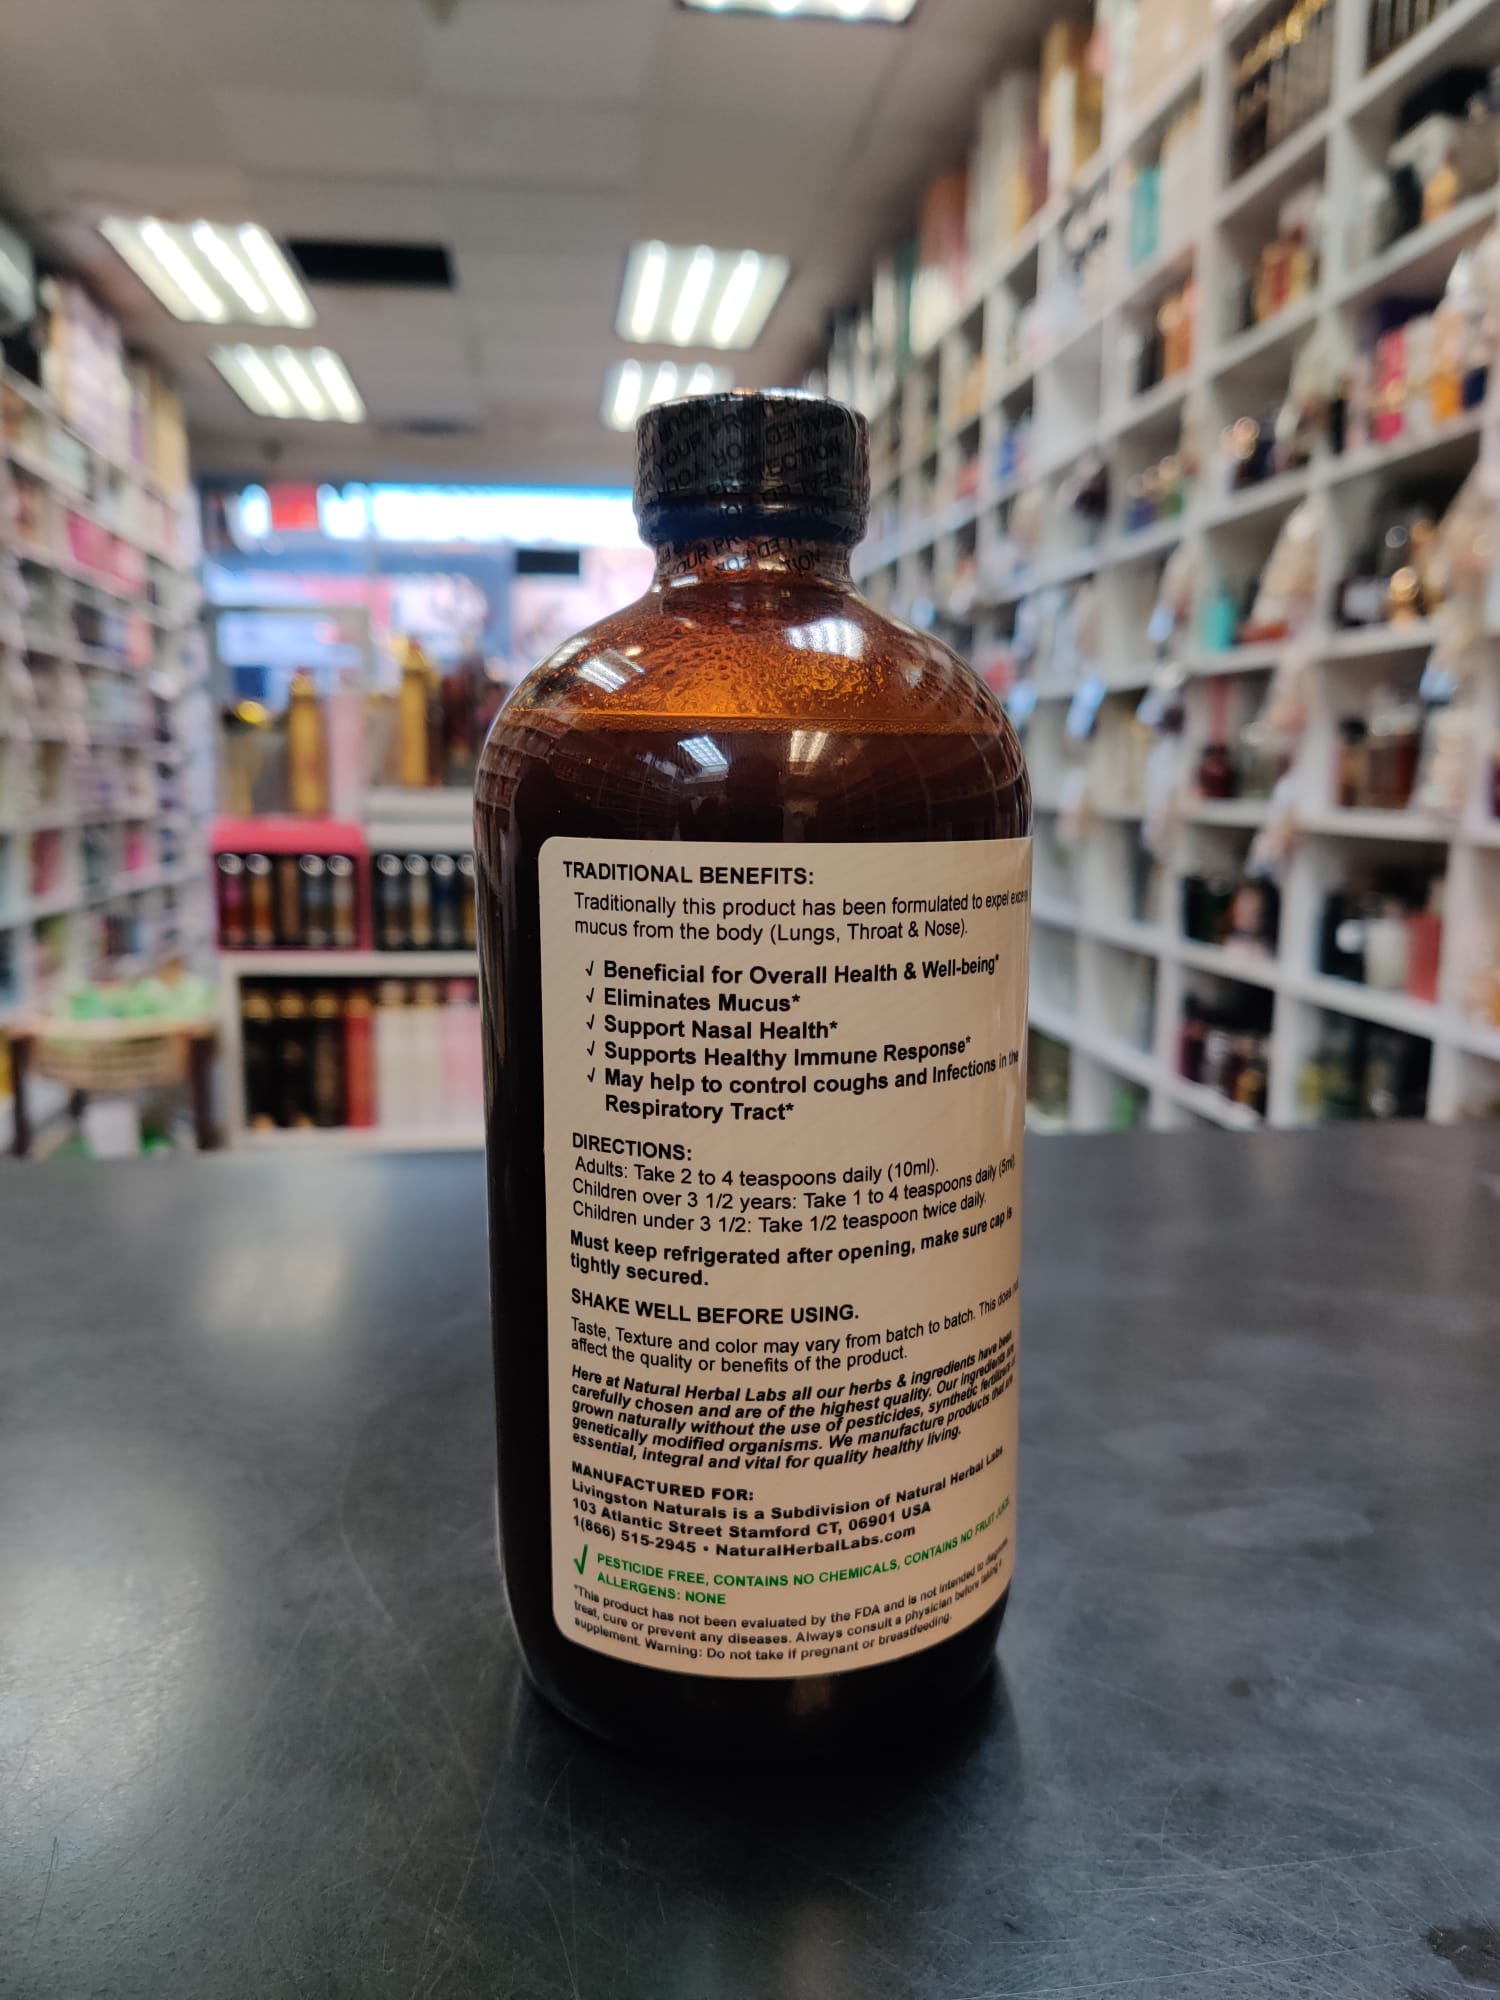 YOUR PR
TRADITIONAL BENEFITS:
Traditionally this product has been formulated to expel
mucus from the body (Lungs, Throat & Nose).
√ Beneficial for Overall Health & Well-being*
√ Eliminates Mucus*
√ Support Nasal Health*
√ Supports Healthy Immune Response*
√ May help to control coughs and Infections in the
Respiratory Tract*
DIRECTIONS:
Adults: Take 2 to 4 teaspoons daily (10ml).
Children over 3 1/2 years: Take 1 to 4 teaspoons daily (5ml).
Children under 3 1/2: Take 1/2 teaspoon twice daily.
Must keep refrigerated after opening, make sure cap is
tightly secured.
SHAKE WELL BEFORE USING.
Taste, Texture and color may vary from batch to batch. This does not
affect the quality or benefits of the product.
Here at Natural Herbal Labs all our herbs & ingredients have been
carefully chosen and are of the highest quality. Our ingredients are
grown naturally without the use of pesticides, synthetic fertilizers or
genetically modified organisms. We manufacture products that are
essential, integral and vital for quality healthy living.
MANUFACTURED FOR:
Livingston Naturals is a Subdivision of Natural Herbal Labs
103 Atlantic Street Stamford CT, 06901 USA
1(866) 515-2945 • NaturalHerbalLabs.com
√ PESTICIDE FREE, CONTAINS NO CHEMICALS, CONTAINS NO FRUIT JUICE
ALLERGENS: NONE
*This product has not been evaluated by the FDA and is not intended to diagnose,
treat, cure or prevent any diseases. Always consult a physician before taking a
supplement. Warning: Do not take if pregnant or breastfeeding.